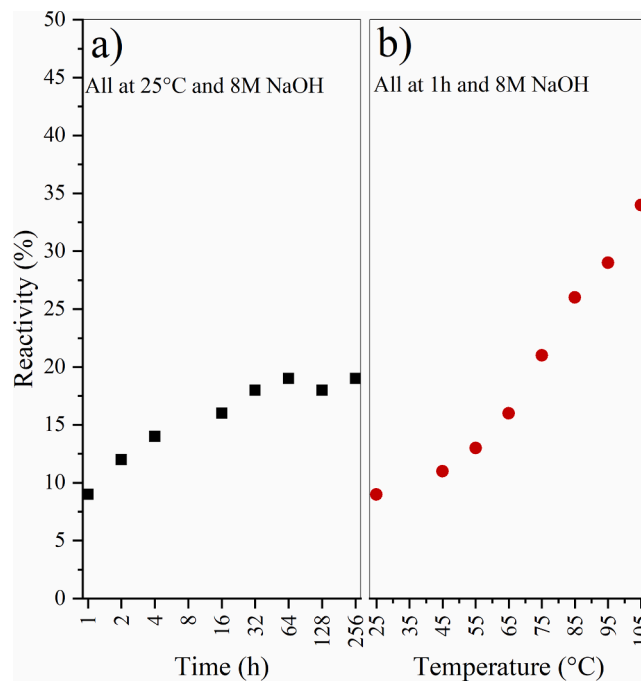 a)
All at 25°C and 8M NaOH
b)
All at 1h and 8M NaOH
Reactivity (%)
50
45
40
35
30
25
20
15
10
5
0
1 2 4 8 16 32 64 128 256
25 35 45 55 65 75 85 95 105
Time (h)
Temperature (°C)